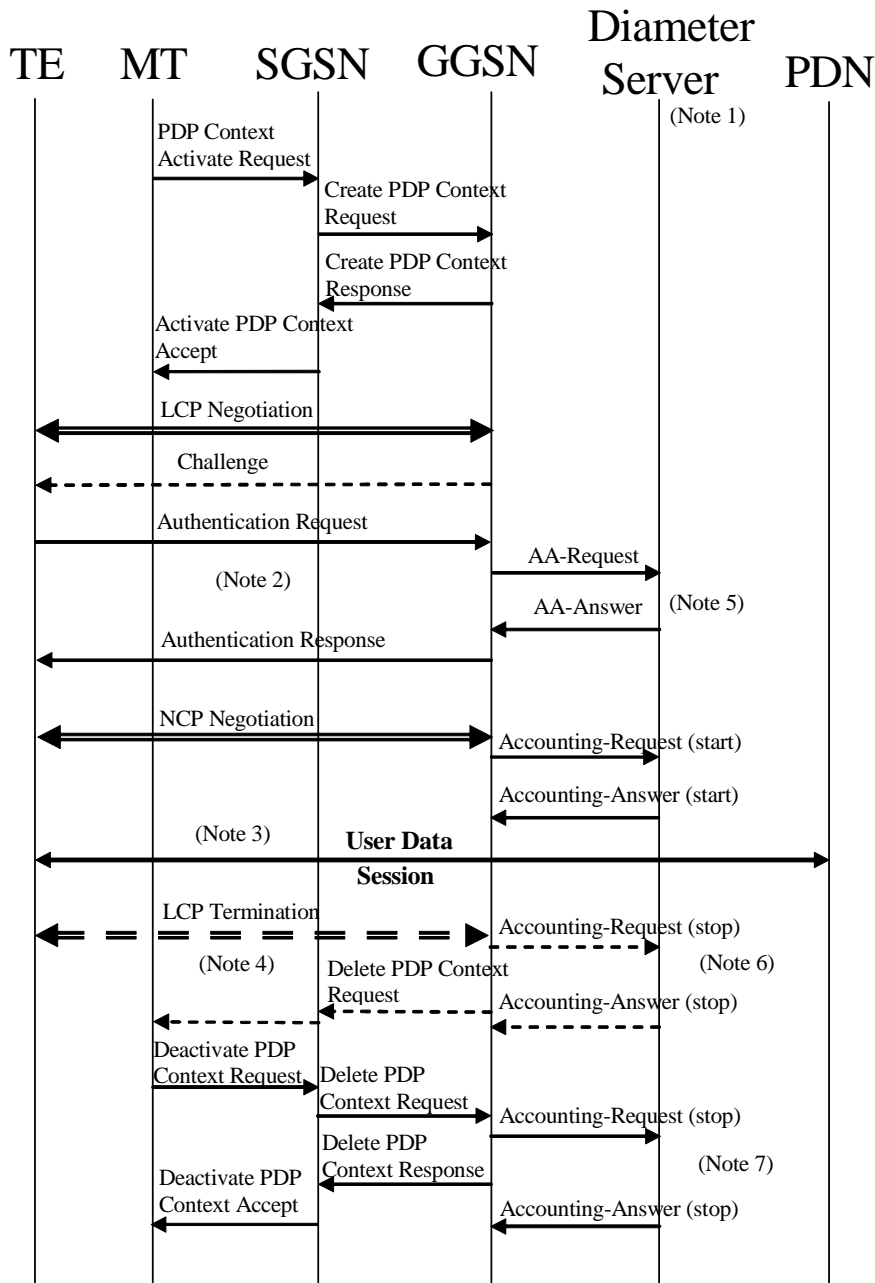 TE
MT
SGSN
GGSN
Diameter
Server
PDN
(Note 1)
PDP Context
Activate Request
Create PDP Context
Request
Create PDP Context
Response
Activate PDP Context
Accept
LCP Negotiation
Challenge
Authentication Request
AA-Request
(Note 2)
AA-Answer
(Note 5)
Authentication Response
NCP Negotiation
Accounting-Request (start)
Accounting-Answer (start)
(Note 3)
User Data
Session
LCP Termination
Accounting-Request (stop)
(Note 4)
(Note 6)
Delete PDP Context
Request
Accounting-Answer (stop)
Deactivate PDP
Context Request
Delete PDP
Context Request
Accounting-Request (stop)
Delete PDP
Context Response
(Note 7)
Deactivate PDP
Context Accept
Accounting-Answer (stop)